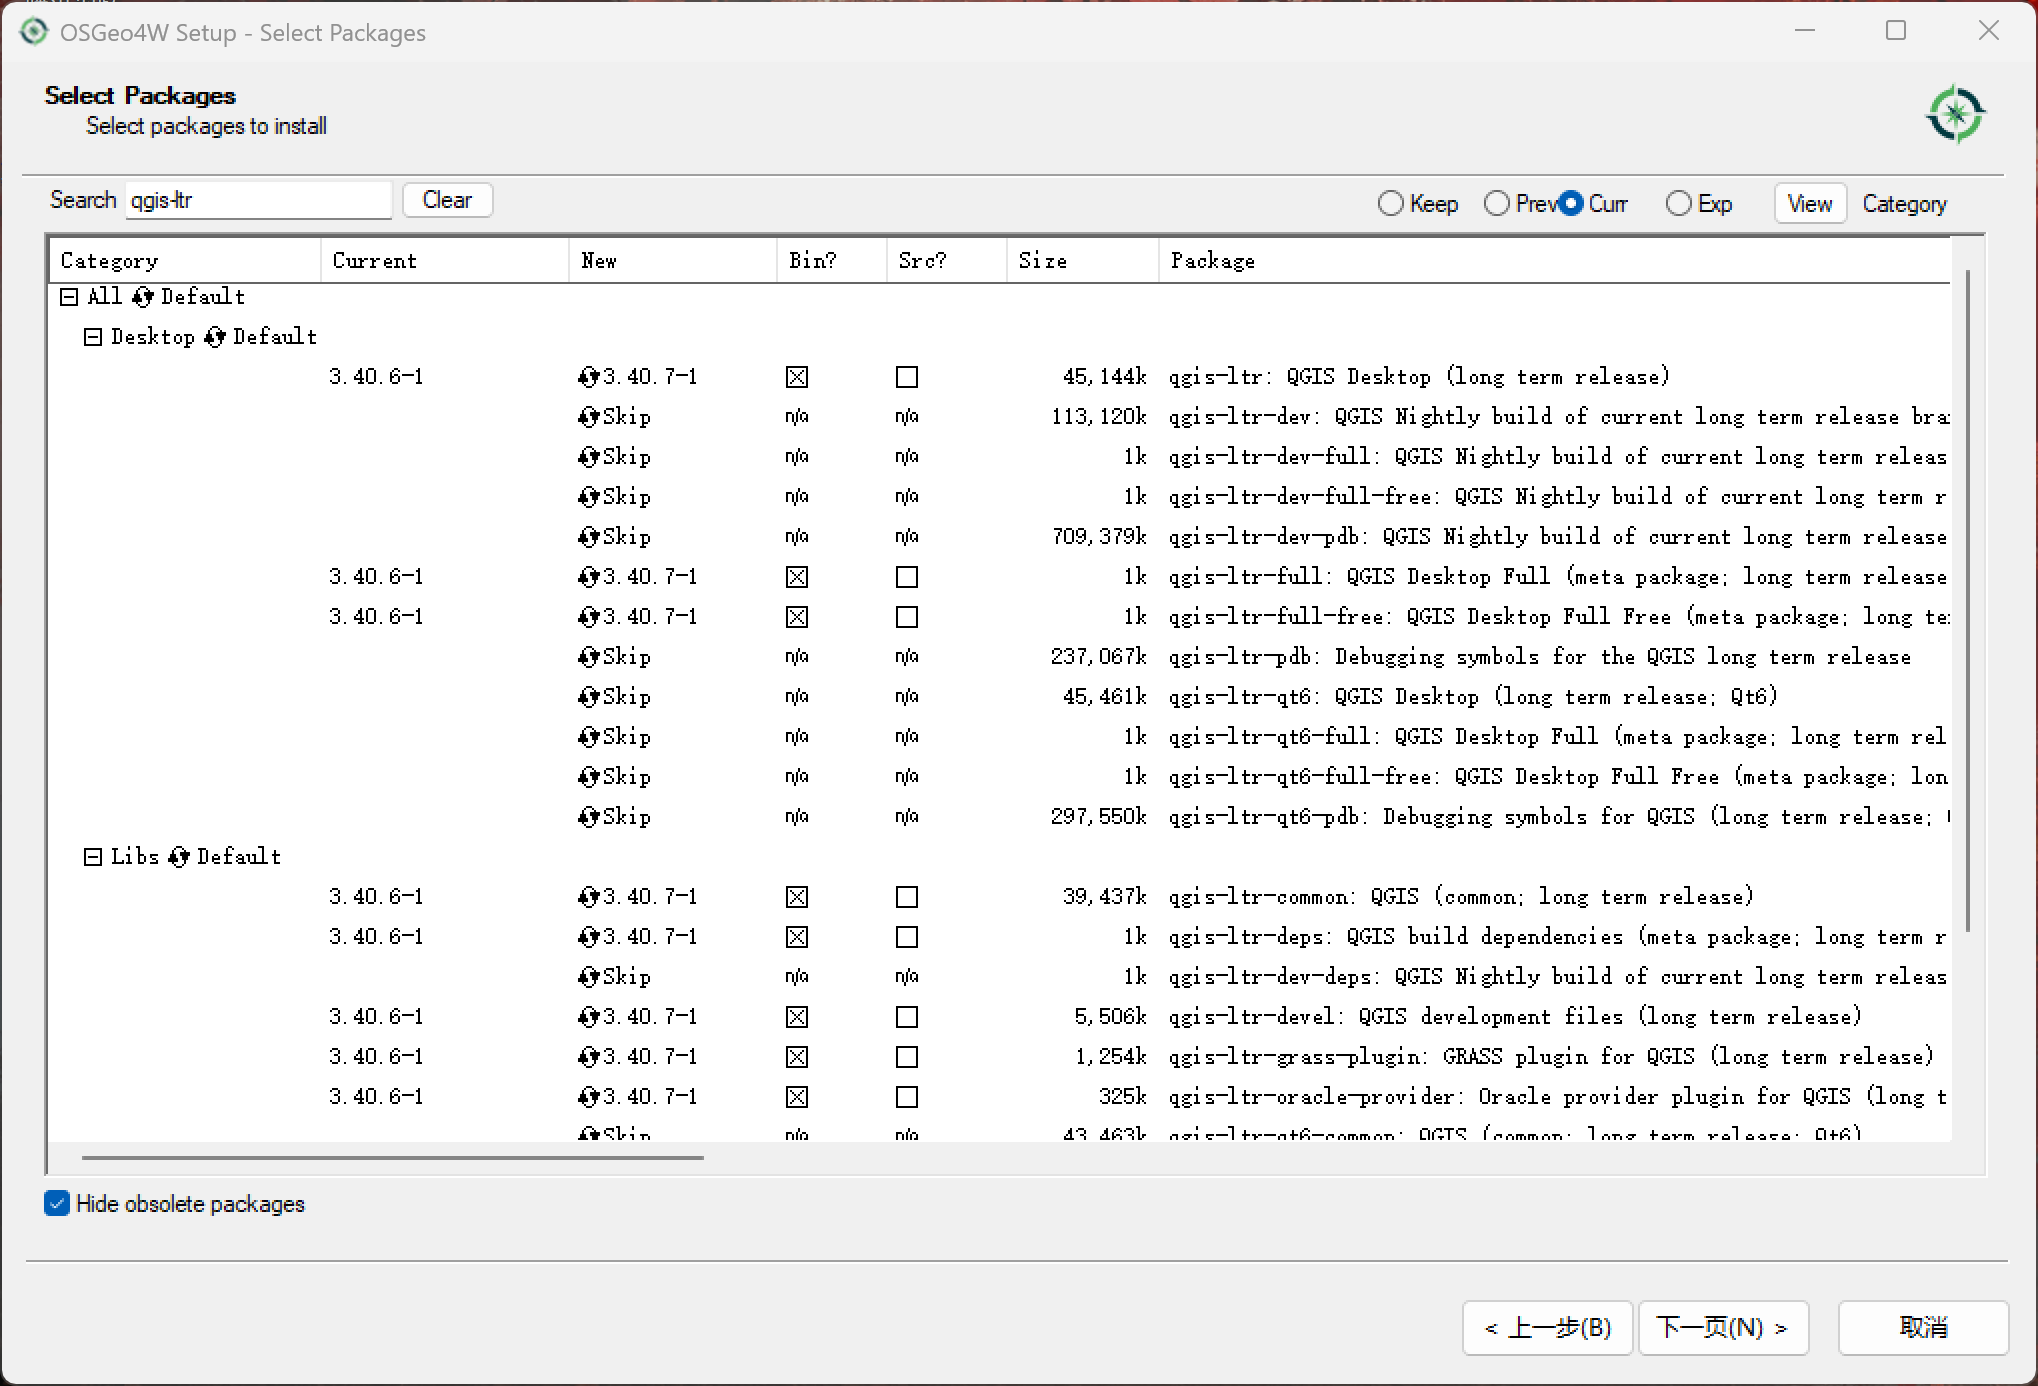 OSGeo4W Setup - Select Packages
Select Packages
Select packages to install
Search qgis-ltr Clear Keep Prev Curr Exp View Category
Category Current New Bin? Src? Size Package
All Default
Desktop Default
3.40.6-1 3.40.7-1 45,144k qgis-ltr: QGIS Desktop (long term release)
Skip n/a n/a 113,120k qgis-ltr-dev: QGIS Nightly build of current long term release bra
Skip n/a n/a 1k qgis-ltr-dev-full: QGIS Nightly build of current long term releas
Skip n/a n/a 1k qgis-ltr-dev-full-free: QGIS Nightly build of current long term r
Skip n/a n/a 709,379k qgis-ltr-dev-pdb: QGIS Nightly build of current long term release
3.40.6-1 3.40.7-1 1k qgis-ltr-full: QGIS Desktop Full (meta package; long term release
3.40.6-1 3.40.7-1 1k qgis-ltr-full-free: QGIS Desktop Full Free (meta package; long te
Skip n/a n/a 237,067k qgis-ltr-pdb: Debugging symbols for the QGIS long term release
Skip n/a n/a 45,461k qgis-ltr-qt6: QGIS Desktop (long term release; Qt6)
Skip n/a n/a 1k qgis-ltr-qt6-full: QGIS Desktop Full (meta package; long term rel
Skip n/a n/a 1k qgis-ltr-qt6-full-free: QGIS Desktop Full Free (meta package; lon
Skip n/a n/a 297,550k qgis-ltr-qt6-pdb: Debugging symbols for QGIS (long term release;
Libs Default
3.40.6-1 3.40.7-1 39,437k qgis-ltr-common: QGIS (common; long term release)
3.40.6-1 3.40.7-1 1k qgis-ltr-deps: QGIS build dependencies (meta package; long term r
Skip n/a n/a 1k qgis-ltr-dev-deps: QGIS Nightly build of current long term releas
3.40.6-1 3.40.7-1 5,506k qgis-ltr-devel: QGIS development files (long term release)
3.40.6-1 3.40.7-1 1,254k qgis-ltr-grass-plugin: GRASS plugin for QGIS (long term release)
3.40.6-1 3.40.7-1 325k qgis-ltr-oracle-provider: Oracle provider plugin for QGIS (long t
Skip n/a n/a 43,463k qgis-ltr-qt6-common: QGIS (common; long term release; Qt6)
Hide obsolete packages
< 上一步(B) 下一页(N) > 取消